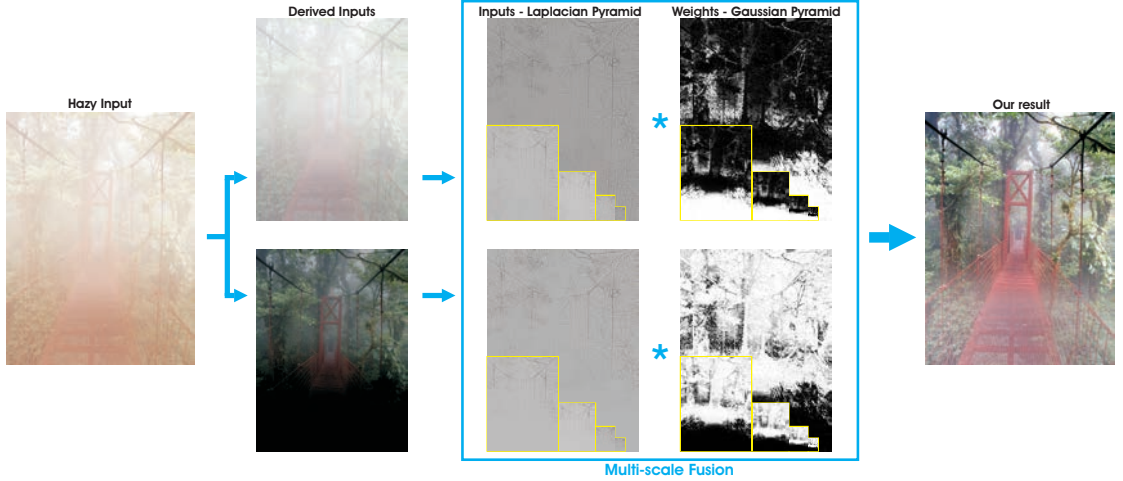 Derived Inputs
Inputs - Laplacian Pyramid
Weights - Gaussian Pyramid
Hazy Input
Our result
*
*
Multi-scale Fusion